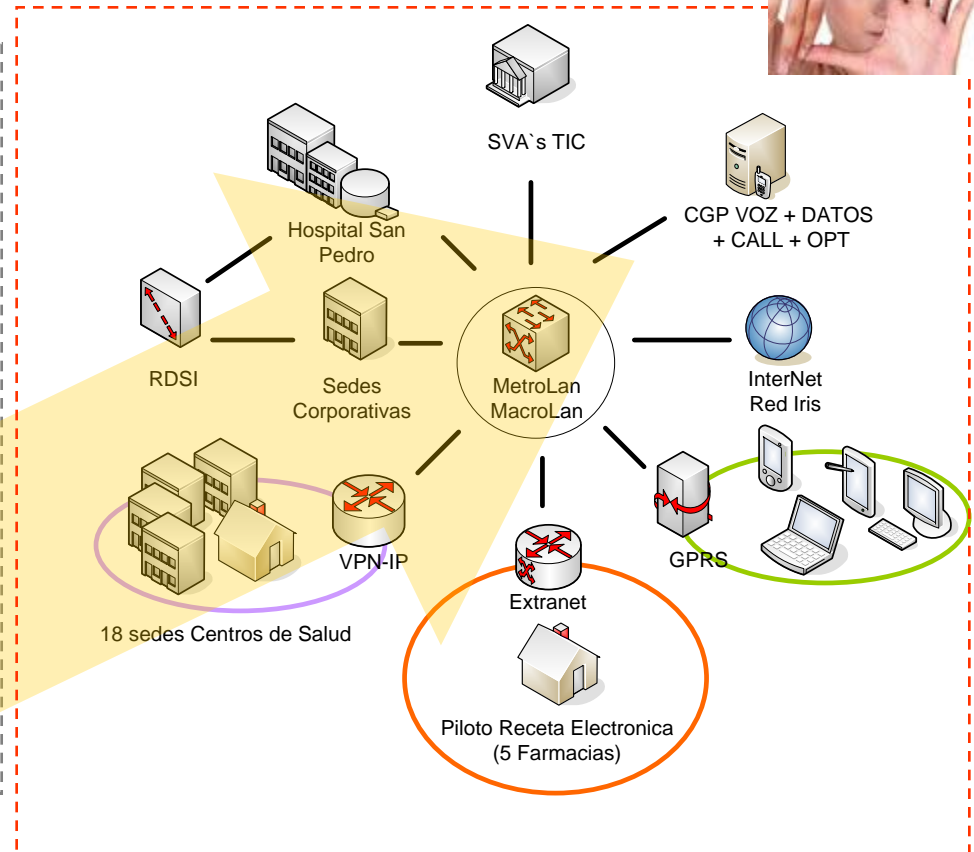 SVA`s TIC
CGP VOZ + DATOS
+ CALL + OPT
Hospital San
Pedro
RDSI
Sedes
Corporativas
MetroLan
MacroLan
InterNet
Red Iris
VPN-IP
GPRS
Extranet
18 sedes Centros de Salud
Piloto Receta Electronica
(5 Farmacias)